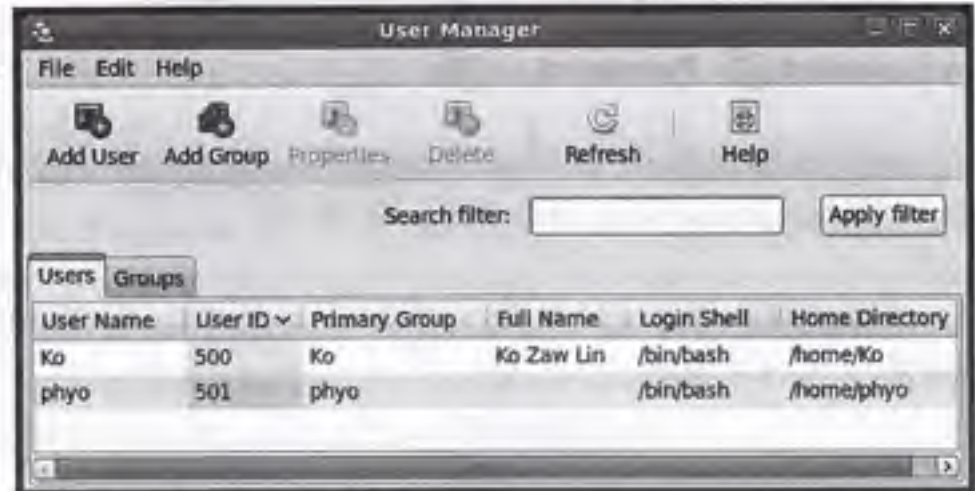 User Manager
File Edit Help
Add User Add Group Properties Delete Refresh Help
Search filter: Apply filter
Users Groups
User Name User ID Primary Group Full Name Login Shell Home Directory
Ko 500 Ko Ko Zaw Lin /bin/bash /home/Ko
phyo 501 phyo /bin/bash /home/phyo